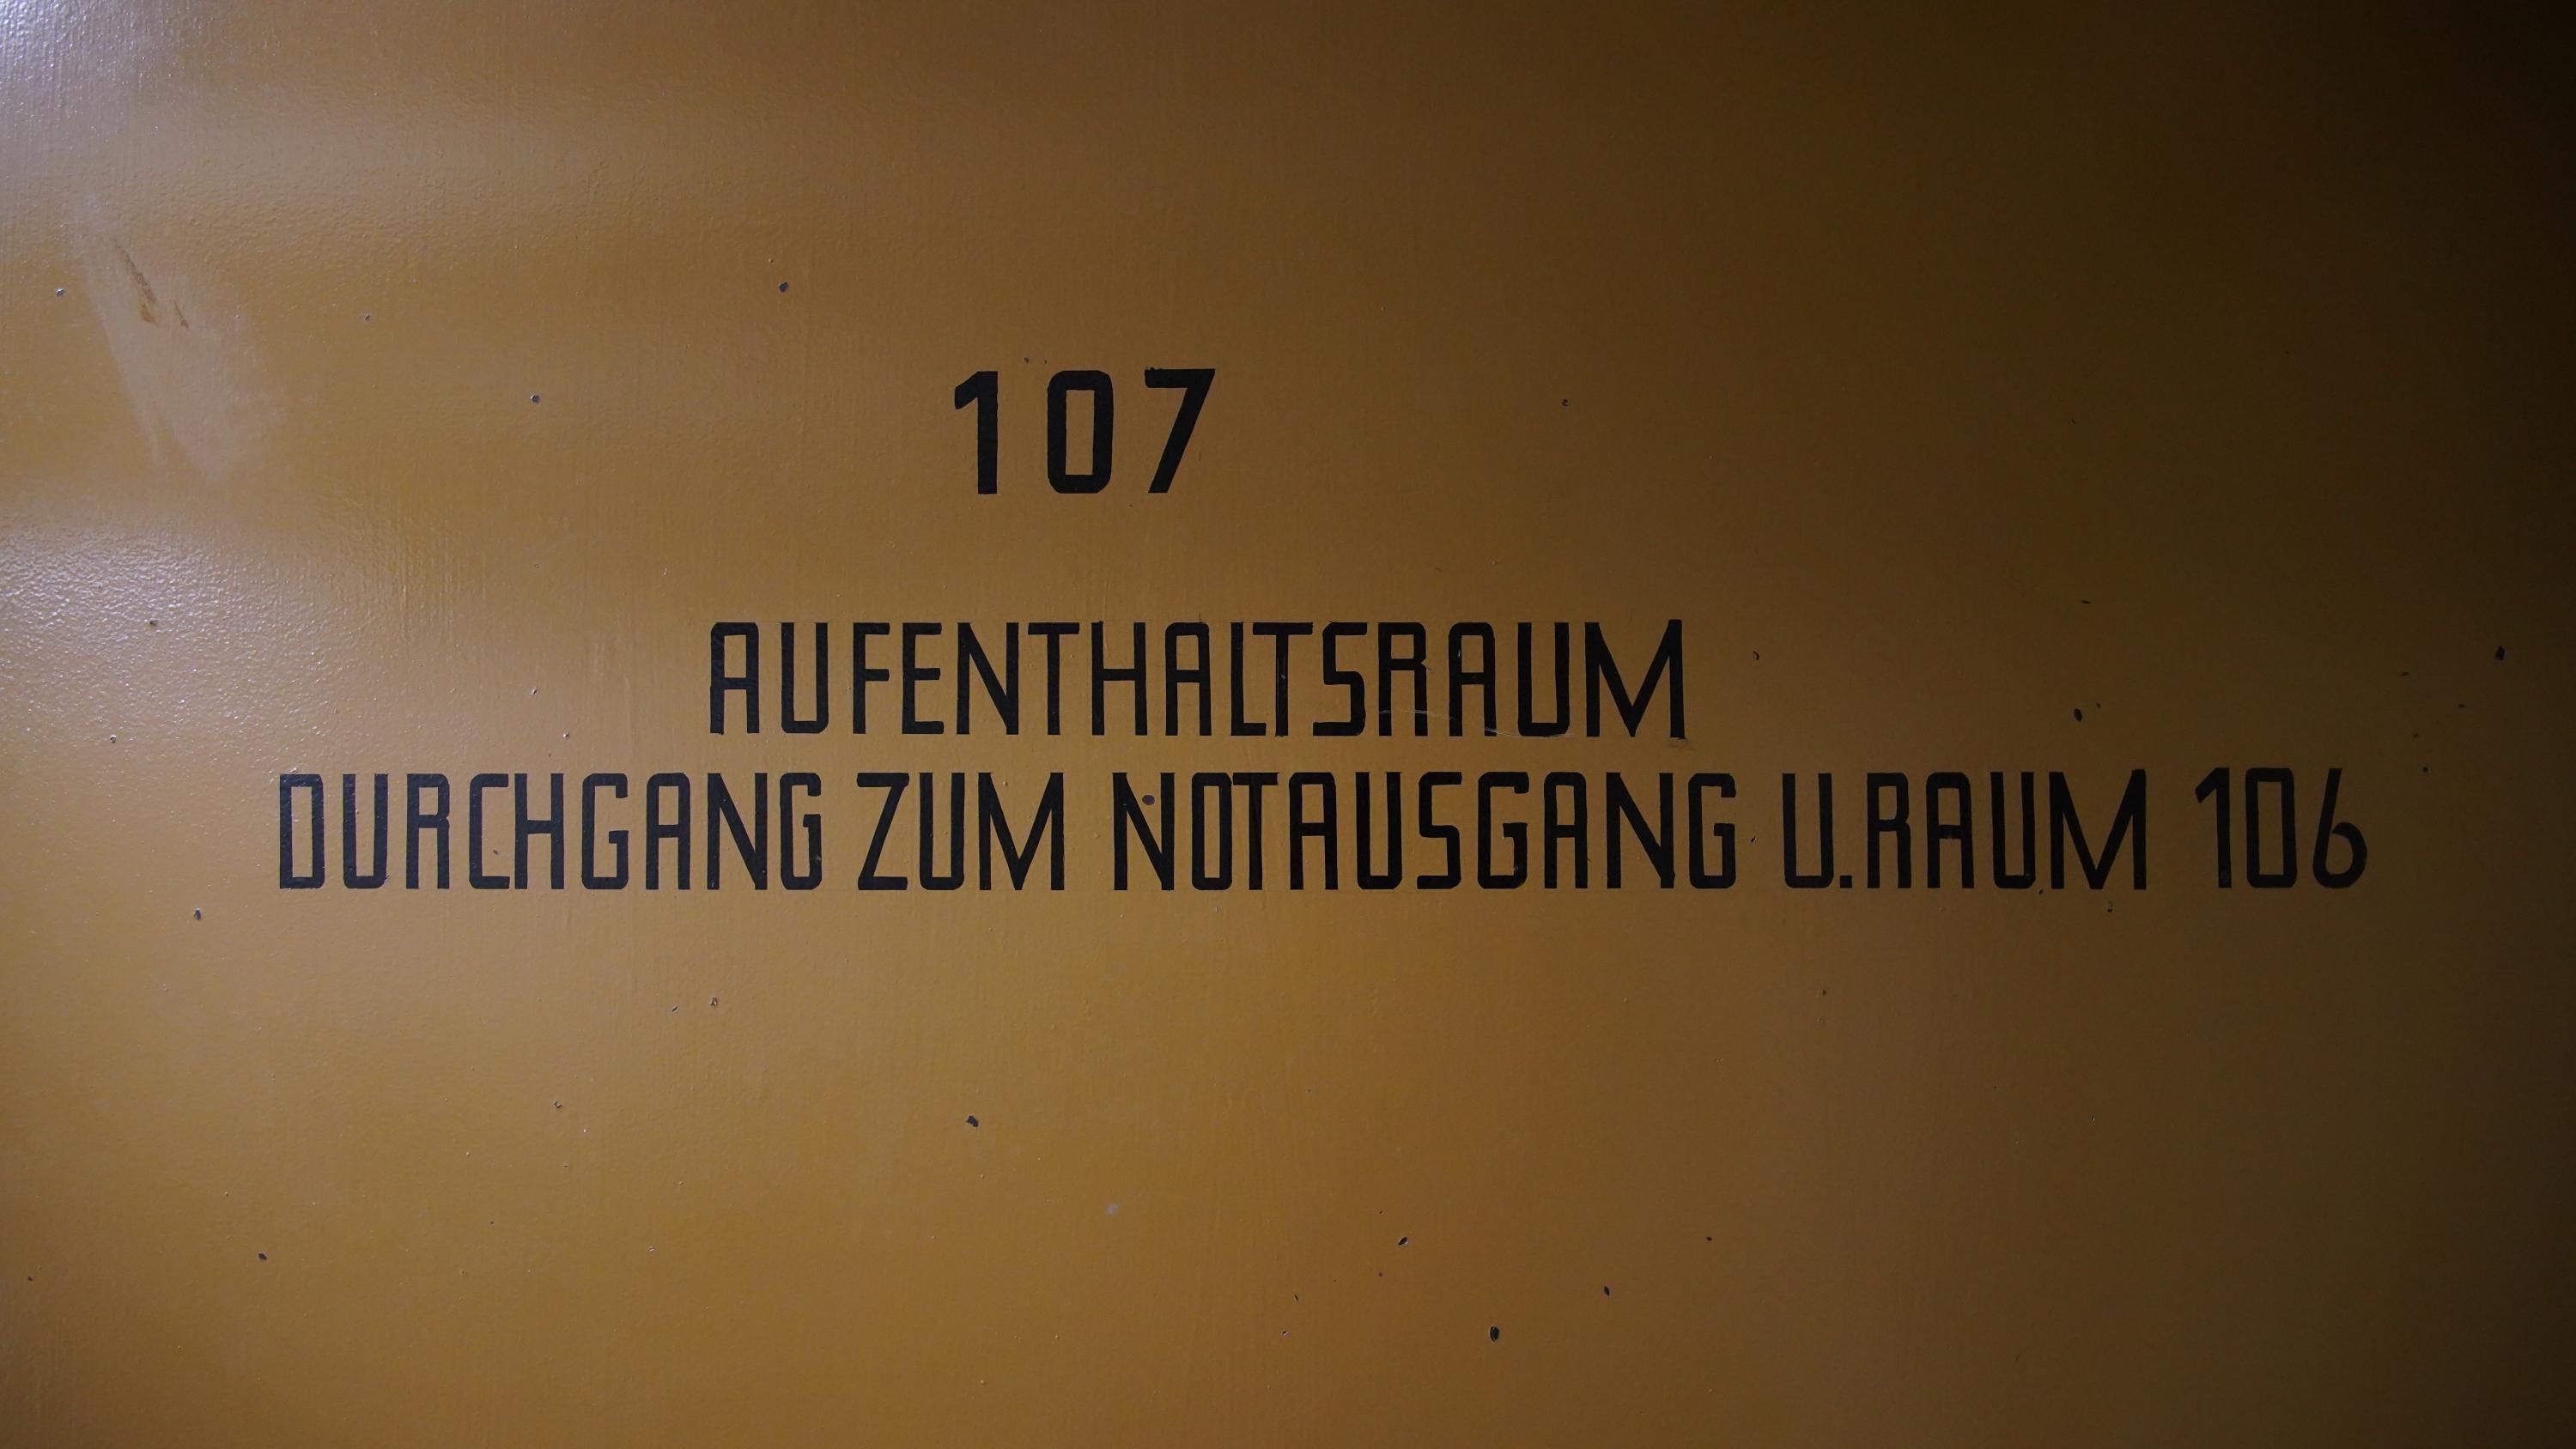 107
AUFENTHALTSRAUM
DURCHGANG ZUM NOTAUSGANG U.RAUM 106